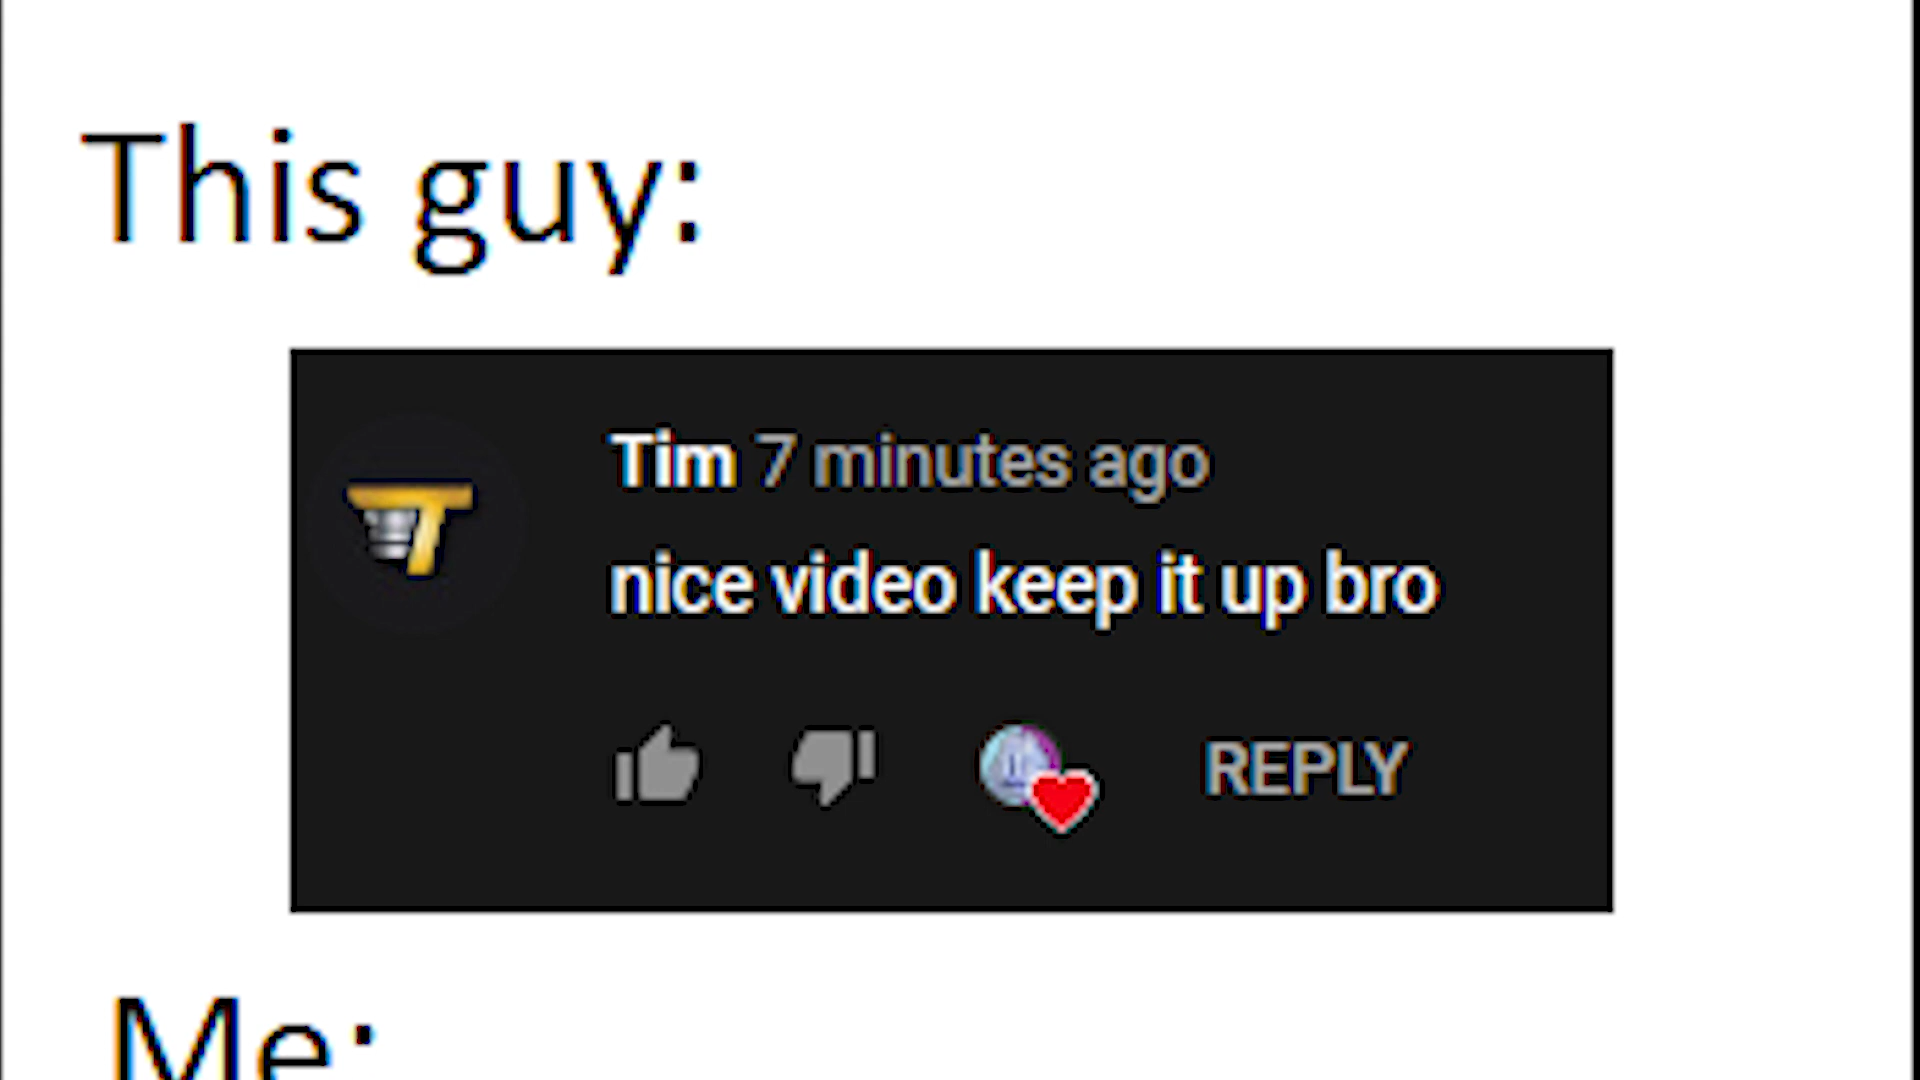 This guy:
Tim 7 minutes ago
nice video keep it up bro
REPLY
Me: